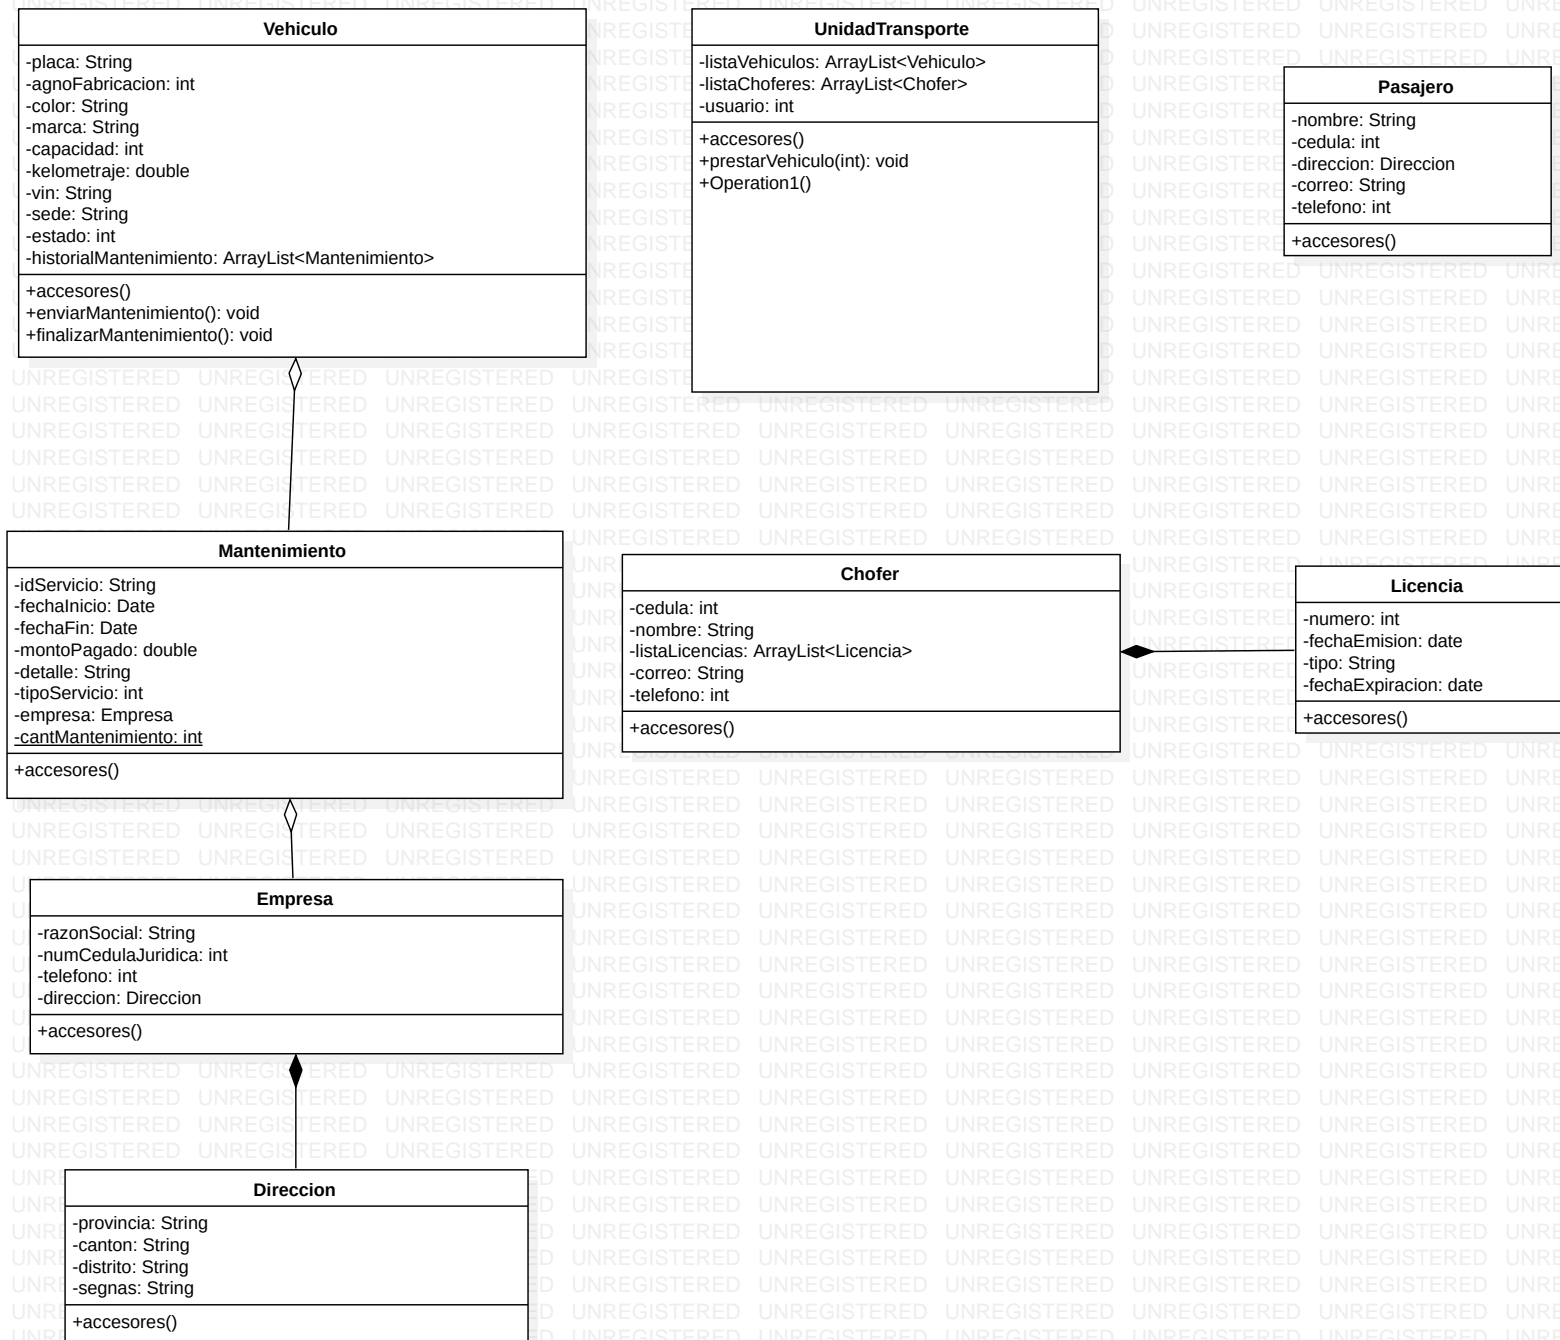 Vehiculo
-placa: String
-agnoFabricacion: int
-color: String
-marca: String
-capacidad: int
-kelometraje: double
-vin: String
-sede: String
-estado: int
-historialMantenimiento: ArrayList<Mantenimiento>
+accesores()
+enviarMantenimiento(): void
+finalizarMantenimiento(): void
UnidadTransporte
-listaVehiculos: ArrayList<Vehiculo>
-listaChoferes: ArrayList<Chofer>
-usuario: int
+accesores()
+prestarVehiculo(int): void
+Operation1()
Pasajero
-nombre: String
-cedula: int
-direccion: Direccion
-correo: String
-telefono: int
+accesores()
Mantenimiento
-idServicio: String
-fechaInicio: Date
-fechaFin: Date
-montoPagado: double
-detalle: String
-tipoServicio: int
-empresa: Empresa
-cantMantenimiento: int
+accesores()
Chofer
-cedula: int
-nombre: String
-listaLicencias: ArrayList<Licencia>
-correo: String
-telefono: int
+accesores()
Licencia
-numero: int
-fechaEmision: date
-tipo: String
-fechaExpiracion: date
+accesores()
Empresa
-razonSocial: String
-numCedulaJuridica: int
-telefono: int
-direccion: Direccion
+accesores()
Direccion
-provincia: String
-canton: String
-distrito: String
-segnas: String
+accesores()
UNREGISTERED